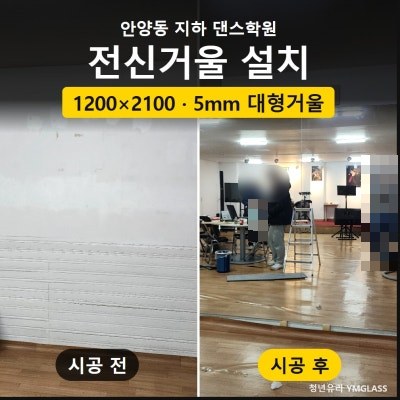 안양동 지하 댄스학원
전신거울 설치
1200×2100 · 5mm 대형거울
시공 전
시공 후
청년유리 YMGLASS